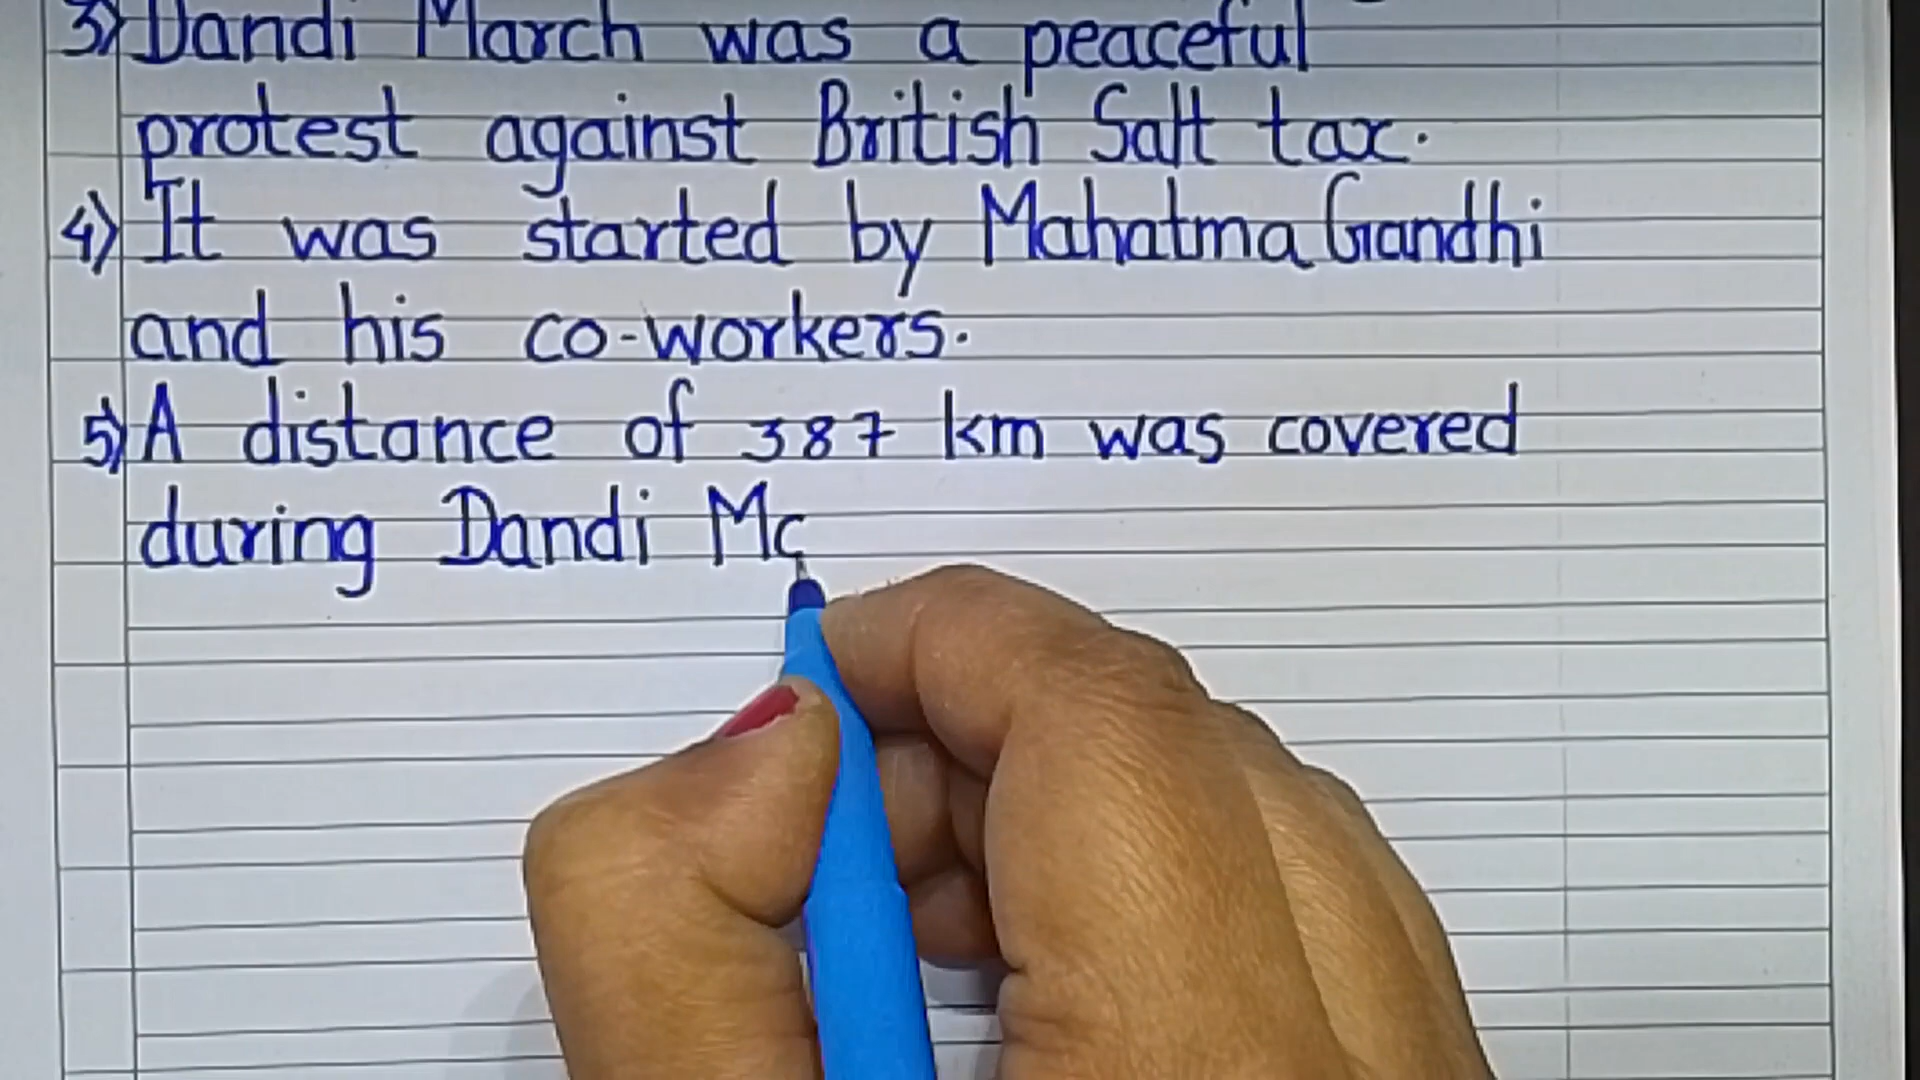 3) Dandi March was a peaceful
protest against British Salt tax.
4) It was started by Mahatma Gandhi
and his co-workers.
5) A distance of 387 km was covered
during Dandi Ma